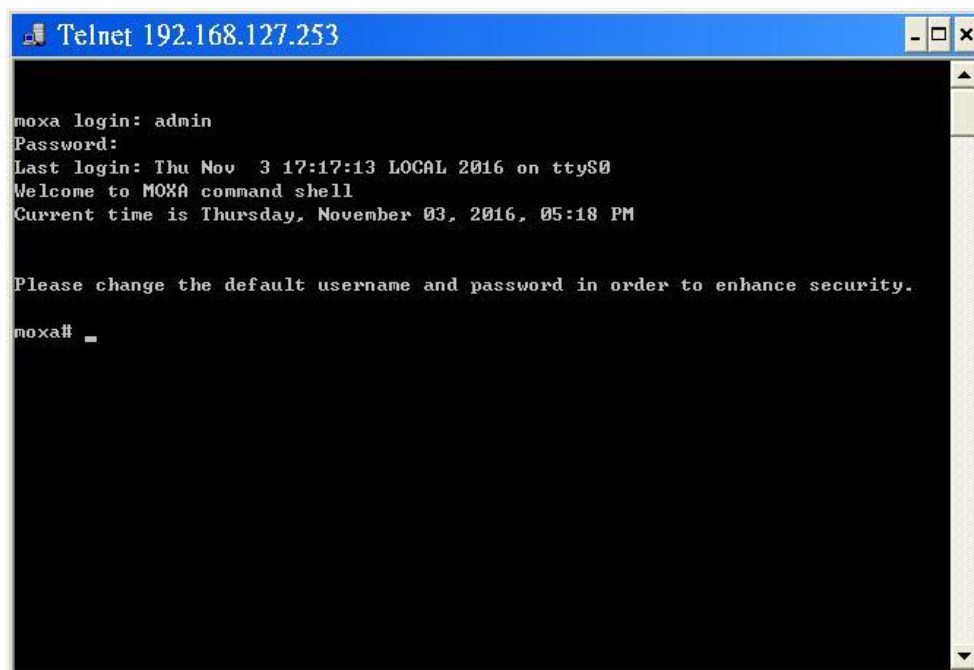 Telnet 192.168.127.253
moxa login: admin
Password:
Last login: Thu Nov  3 17:17:13 LOCAL 2016 on ttyS0
Welcome to MOXA command shell
Current time is Thursday, November 03, 2016, 05:18 PM
Please change the default username and password in order to enhance security.
moxa# _